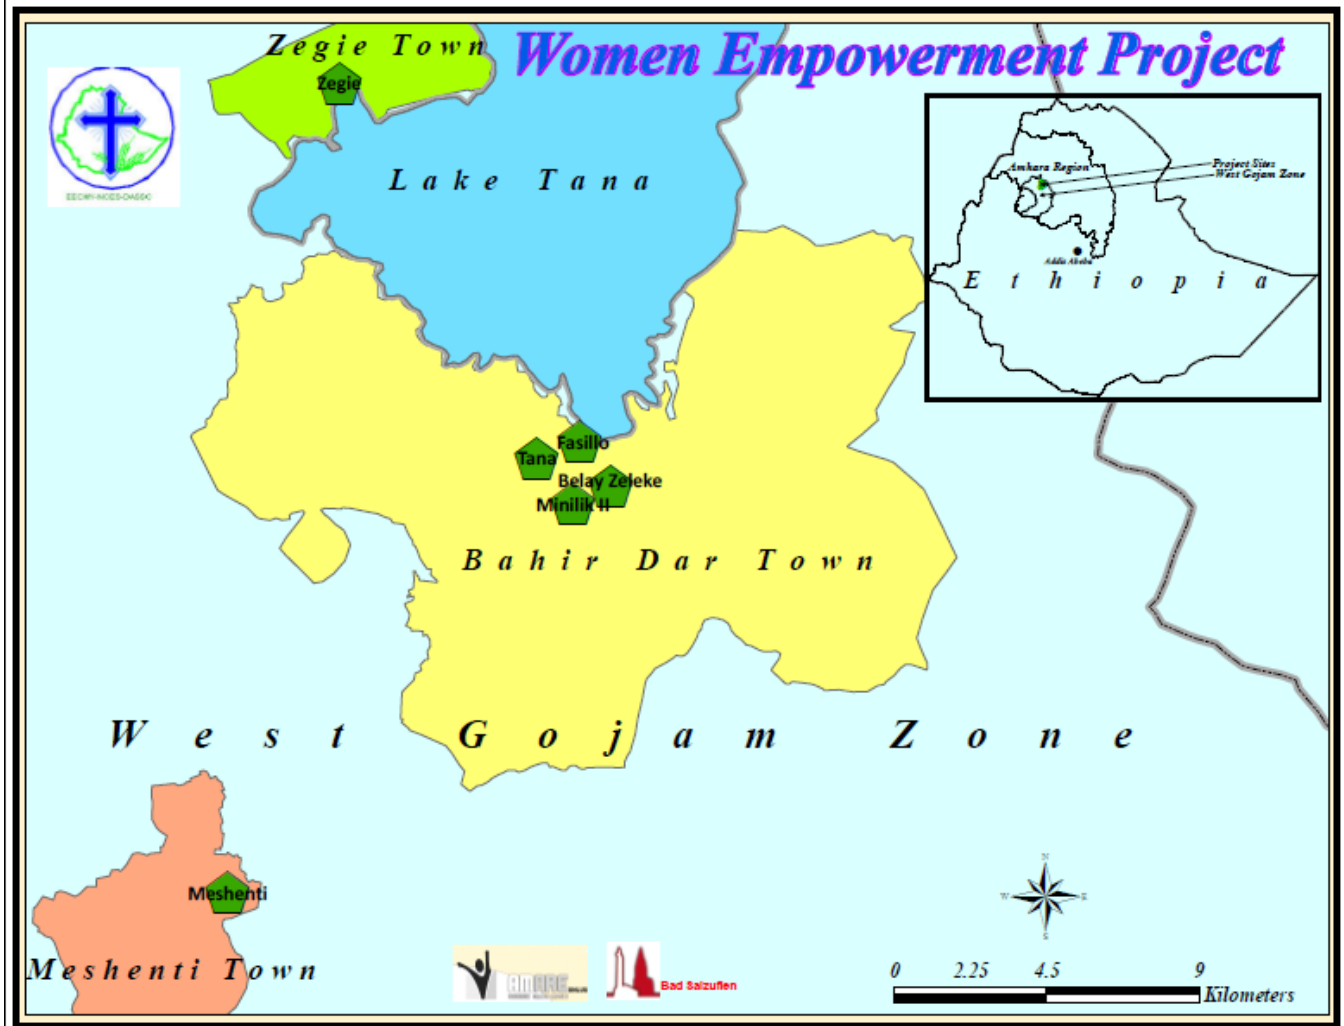 Women Empowerment Project
Zegie Town
Zegie
Lake Tana
Amhara Region
Project Sites
West Gojam Zone
Addis Ababa
Ethiopia
Fasillo
Tana
Belay Zeleke
Minilik II
Bahir Dar Town
West Gojam Zone
Meshenti
Meshenti Town
Bad Salzuflen
N
W
E
S
0 2.25 4.5 9
Kilometers